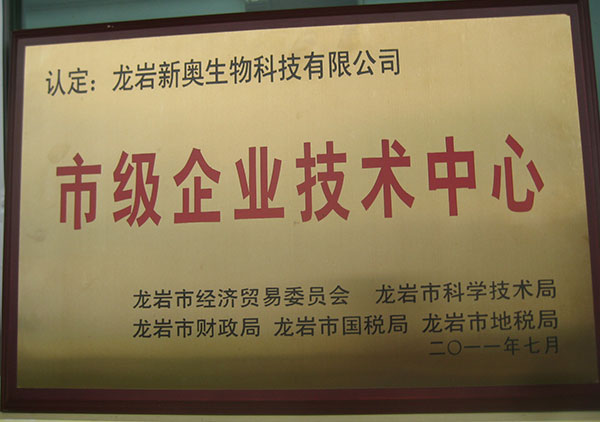 认定：龙岩新奥生物科技有限公司
市级企业技术中心
龙岩市经济贸易委员会 龙岩市科学技术局
龙岩市财政局 龙岩市国税局 龙岩市地税局
二〇一一年七月